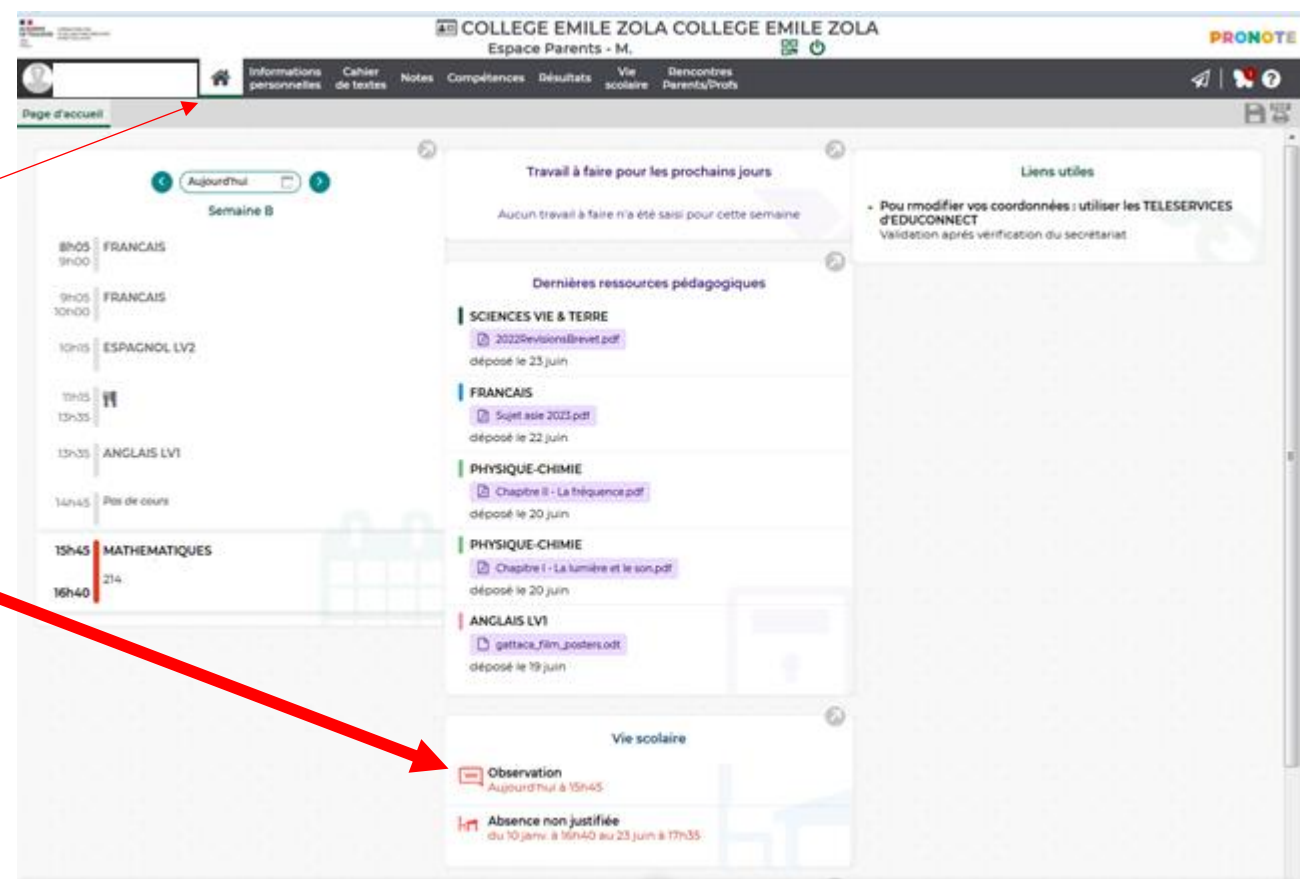 COLLEGE EMILE ZOLA COLLEGE EMILE ZOLA
Espace Parents - M.
PRONOTE
Informations personnelles
Cahier de textes
Notes
Compétences
Résultats
Vie scolaire
Rencontres Parents/Profs
Page d'accueil
Aujourd'hui
Semaine B
8h05 FRANCAIS
9h00
9h05 FRANCAIS
10h00
10h15 ESPAGNOL LV2
11h15
13h35
13h35 ANGLAIS LV1
14h45 Pas de cours
15h45 MATHEMATIQUES
214
16h40
Travail à faire pour les prochains jours
Aucun travail à faire n'a été saisi pour cette semaine
Dernières ressources pédagogiques
SCIENCES VIE & TERRE
2022RevisionsBrevet.pdf
déposé le 23 juin
FRANCAIS
Sujet asie 2023.pdf
déposé le 22 juin
PHYSIQUE-CHIMIE
Chapitre II - La fréquence.pdf
déposé le 20 juin
PHYSIQUE-CHIMIE
Chapitre I - La lumière et le son.pdf
déposé le 20 juin
ANGLAIS LV1
gattaca_film_posters.odt
déposé le 19 juin
Vie scolaire
Observation
Aujourd'hui à 15h45
Absence non justifiée
du 10 janv. à 16h40 au 23 juin à 17h35
Liens utiles
Pou rmodifier vos coordonnées : utiliser les TELESERVICES
d'EDUCONNECT
Validation aprés vérification du secrétariat